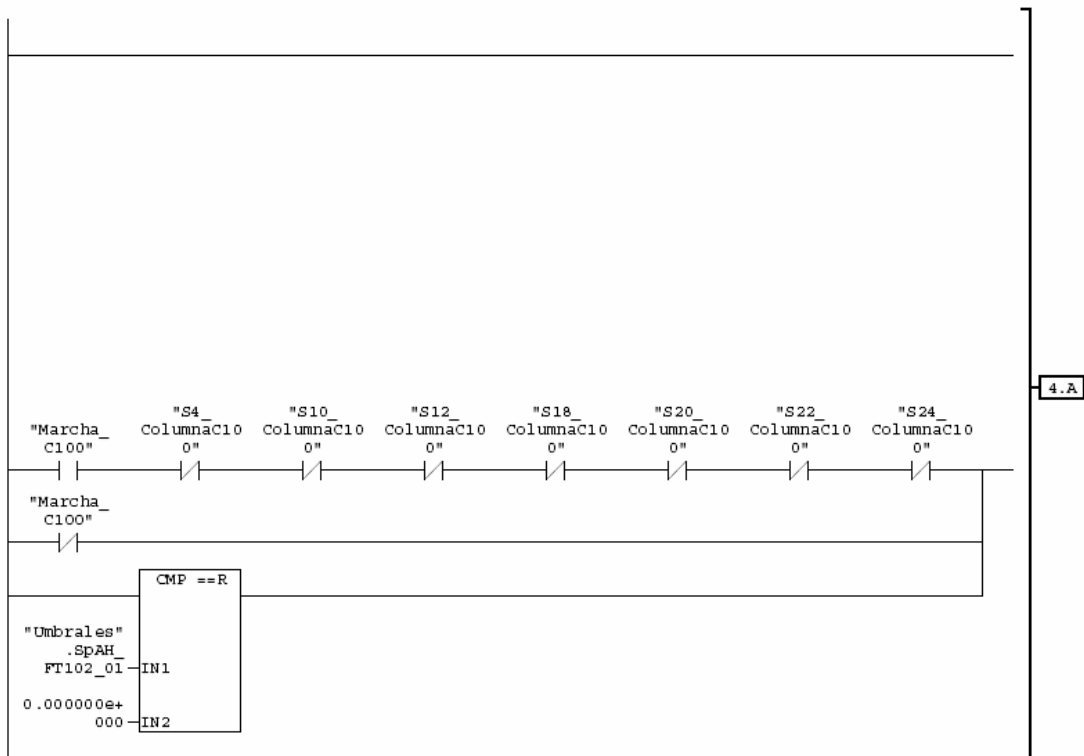 4.A
"S4_ "S10_ "S12_ "S18_ "S20_ "S22_ "S24_
"Marcha_ ColumnaC10 ColumnaC10 ColumnaC10 ColumnaC10 ColumnaC10 ColumnaC10 ColumnaC10
C100" 0" 0" 0" 0" 0" 0" 0"
"Marcha_
C100"
CMP ==R
"Umbrales"
.SpAH_
FT102_01 IN1
0.000000e+
000 IN2